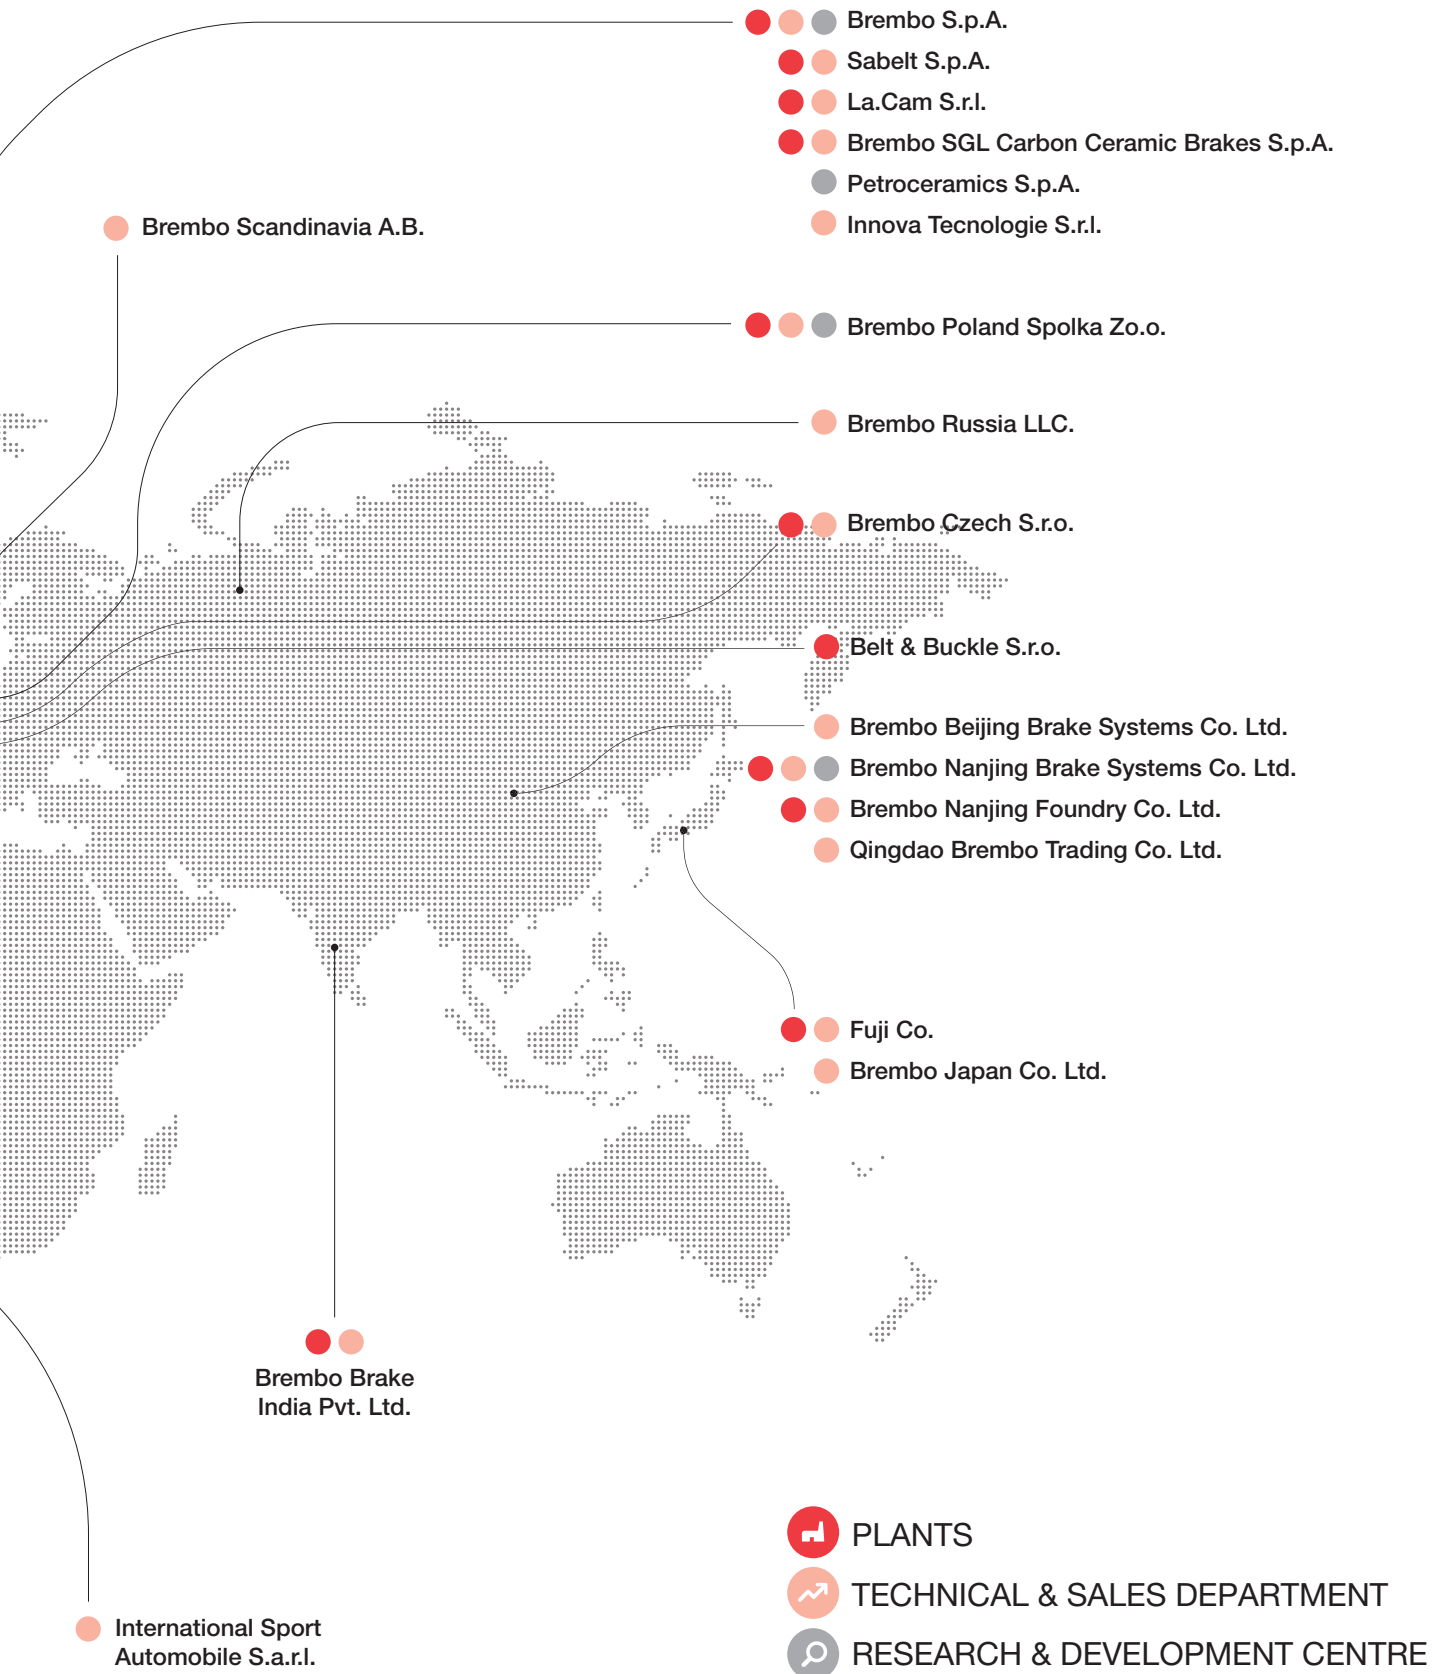 Brembo S.p.A.
Sabelt S.p.A.
La.Cam S.r.l.
Brembo SGL Carbon Ceramic Brakes S.p.A.
Petroceramics S.p.A.
Innova Tecnologie S.r.l.
Brembo Scandinavia A.B.
Brembo Poland Spolka Zo.o.
Brembo Russia LLC.
Brembo Czech S.r.o.
Belt & Buckle S.r.o.
Brembo Beijing Brake Systems Co. Ltd.
Brembo Nanjing Brake Systems Co. Ltd.
Brembo Nanjing Foundry Co. Ltd.
Qingdao Brembo Trading Co. Ltd.
Fuji Co.
Brembo Japan Co. Ltd.
Brembo Brake
India Pvt. Ltd.
International Sport
Automobile S.a.r.l.
PLANTS
TECHNICAL & SALES DEPARTMENT
RESEARCH & DEVELOPMENT CENTRE